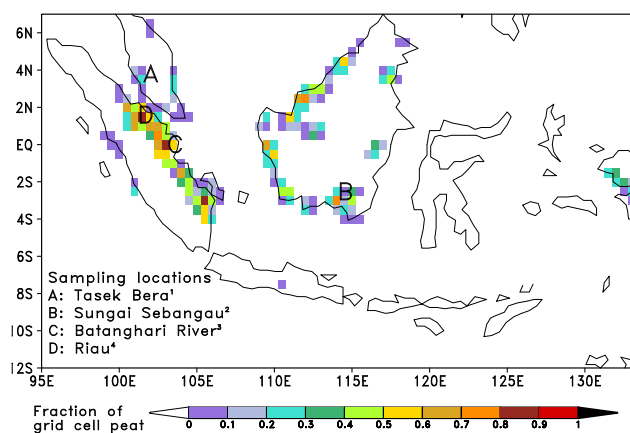 6N
4N
2N
EQ
2S
4S
6S
8S
10S
12S
A
D
C
B
Sampling locations
A: Tasek Bera¹
B: Sungai Sebangau²
C: Batanghari River³
D: Riau⁴
95E 100E 105E 110E 115E 120E 125E 130E
Fraction of
grid cell peat
0 0.1 0.2 0.3 0.4 0.5 0.6 0.7 0.8 0.9 1